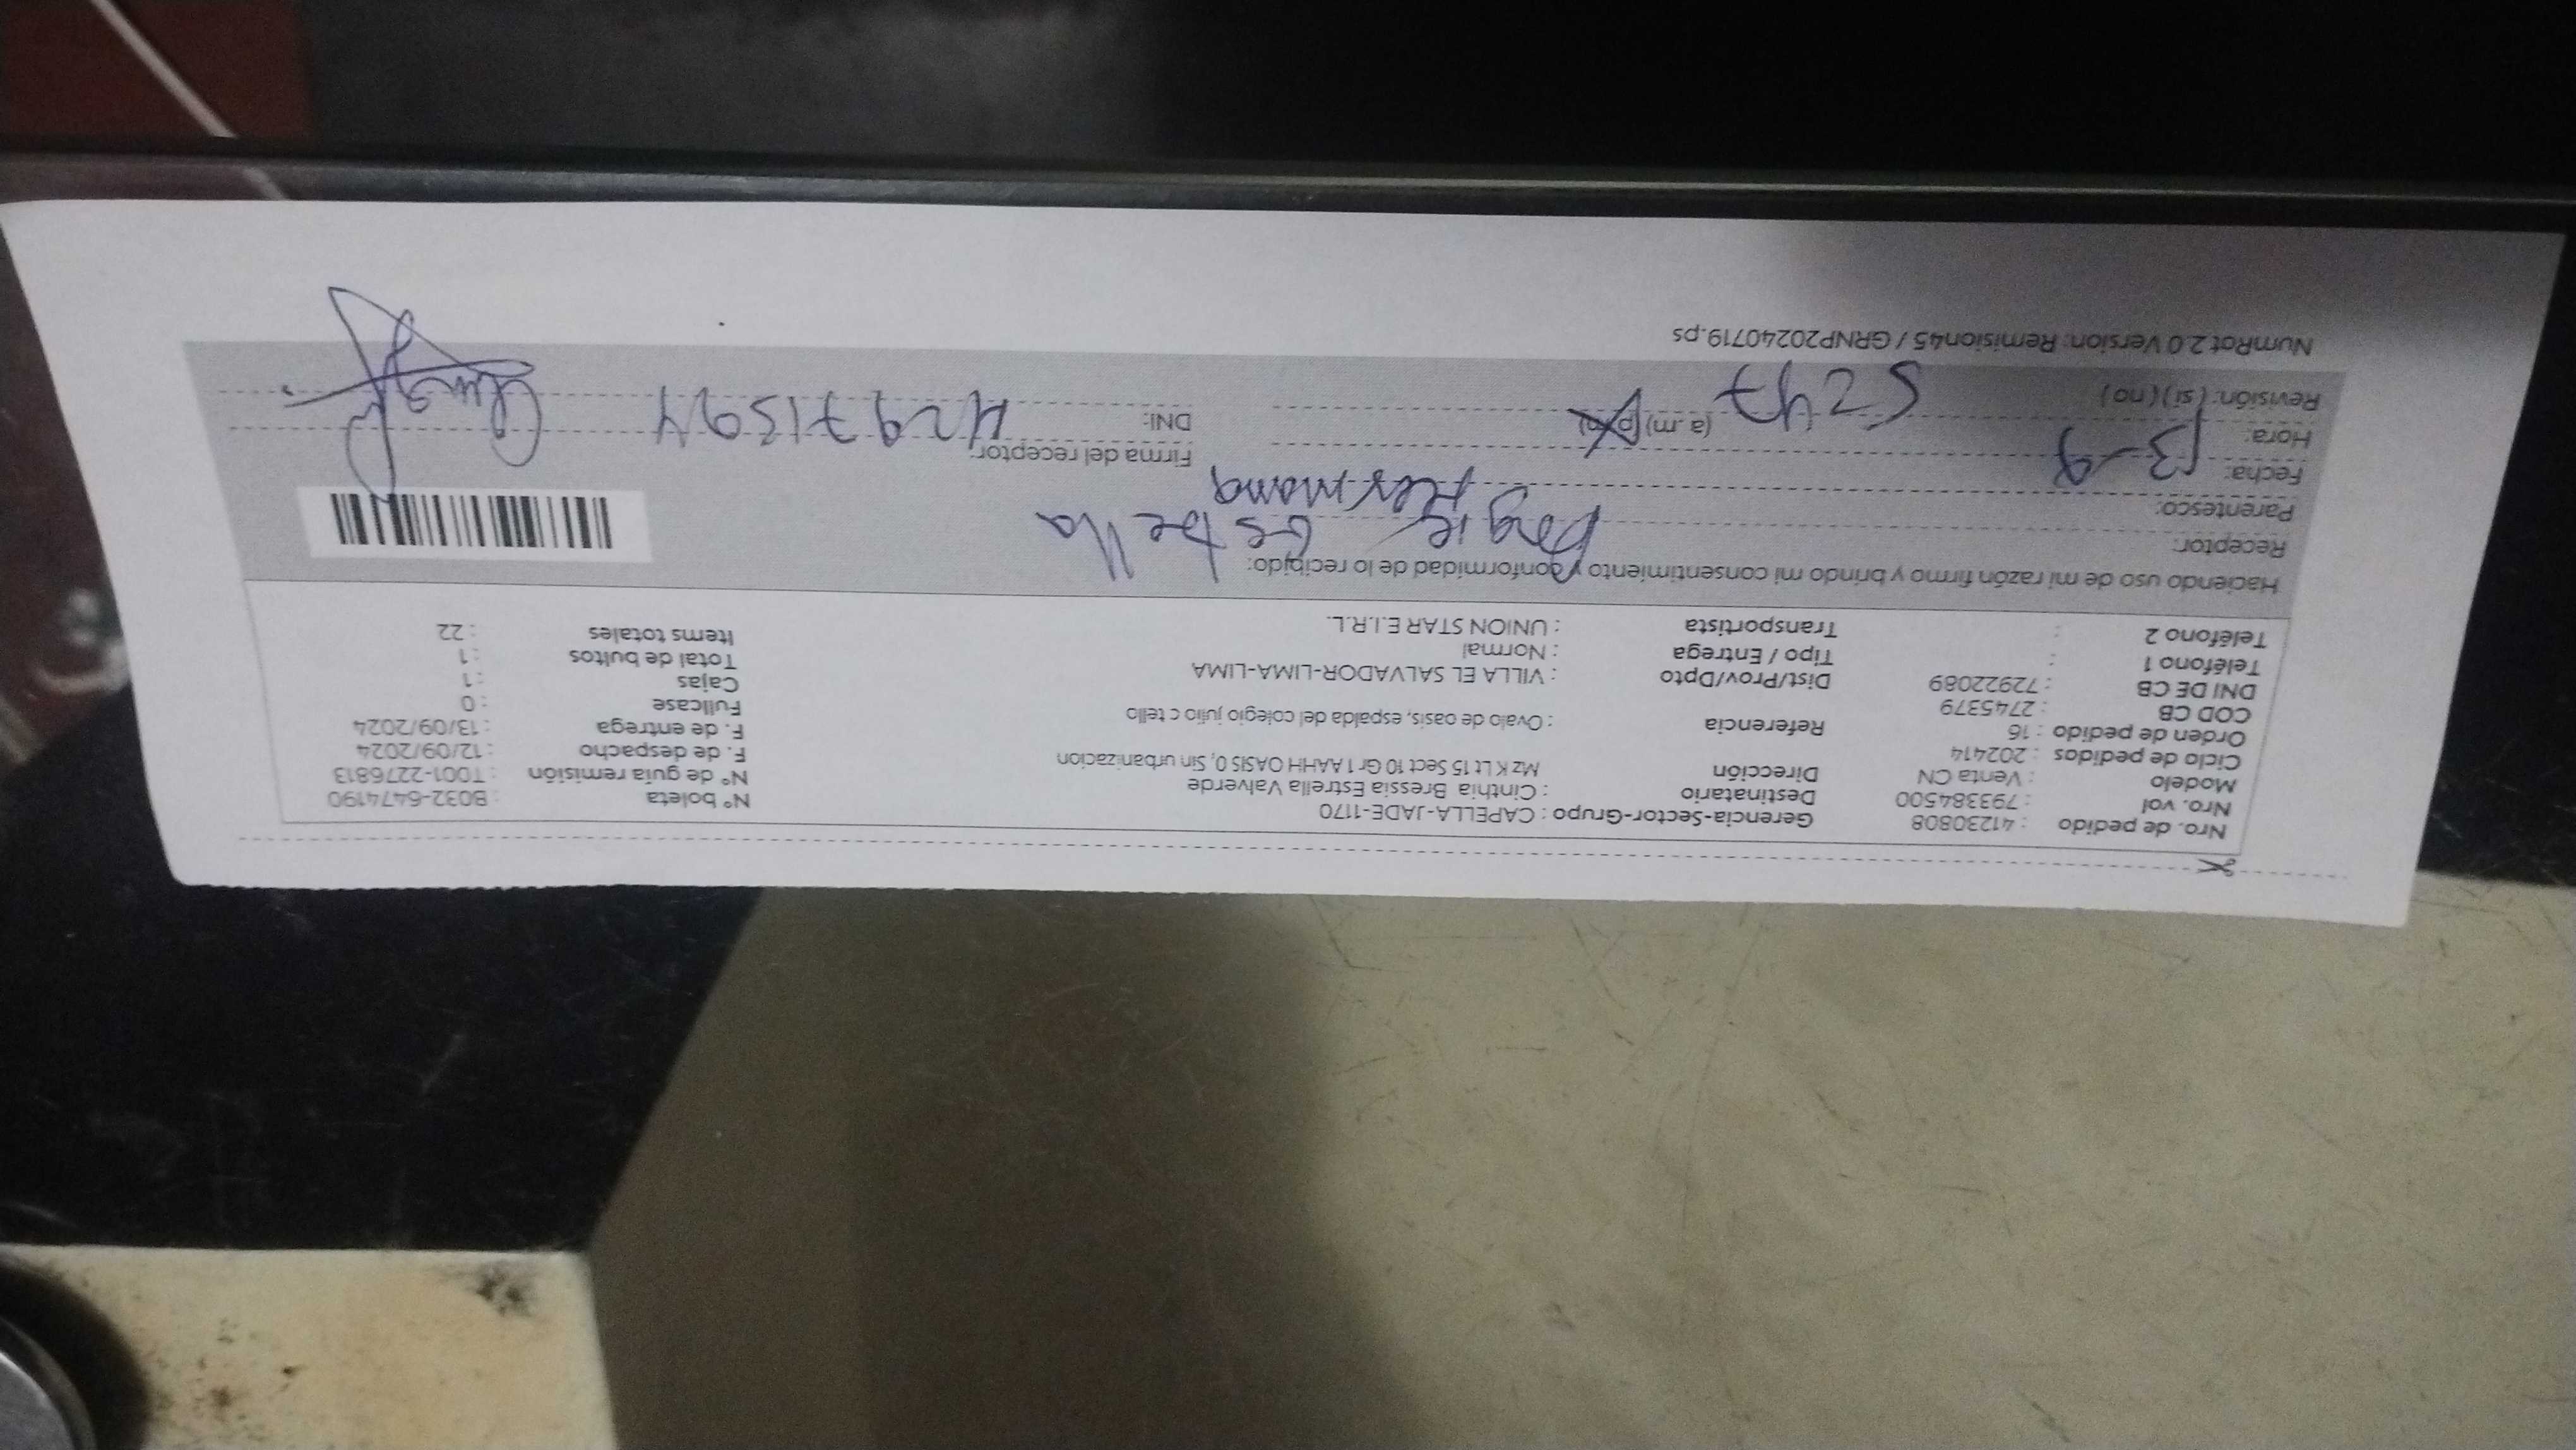 Nro. de pedido : 41230808 Gerencia-Sector-Grupo : CAPELLA-JADE-1170 N° boleta : B032-6474190
Nro. vol : 793384500 Destinatario : Cinthia Bressia Estrella Valverde N° de guia remisión : T001-2276813
Modelo : Venta CN Dirección Mz K Lt 15 Sect 10 Gr 1 AAHH OASIS 0, Sin urbanizacion F. de despacho : 12/09/2024
Ciclo de pedidos : 202414 Referencia : Ovalo de oasis, espalda del colegio julio c tello F. de entrega : 13/09/2024
Orden de pedido : 16 Dist/Prov/Dpto : VILLA EL SALVADOR-LIMA-LIMA Fullcase : 0
COD CB : 2745379 Tipo / Entrega : Normal Cajas : 1
DNI DE CB : 72922089 Transportista : UNION STAR E.I.R.L. Total de bultos : 1
Teléfono 1 : Items totales : 22
Teléfono 2 :
Haciendo uso de mi razón firmo y brindo mi consentimiento y conformidad de lo recibido:
Receptor: Angie Estrella
Parentesco: Hermana
Fecha: 13-9 Firma del receptor:
Hora: 5:47 (a.m) (p.m) DNI: 42971394
Revisión: (si) (no)
NumRot 2.0 Version: Remision45 / GRNP20240719.ps